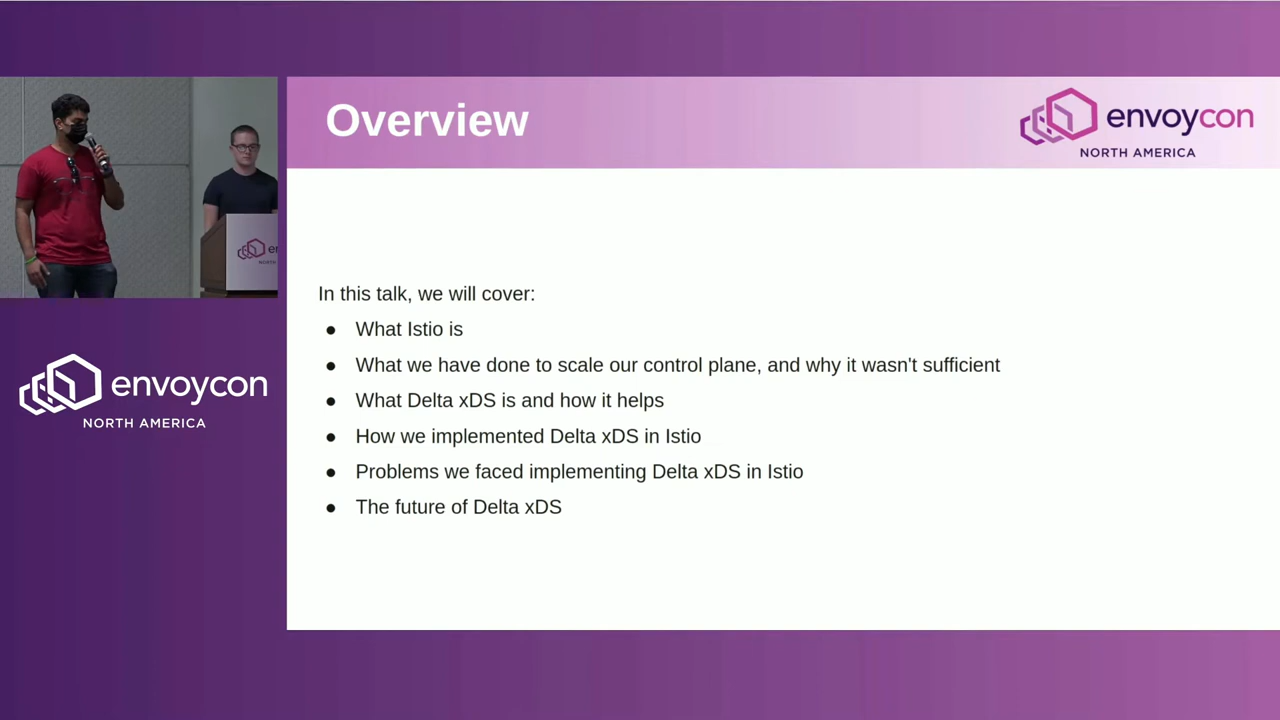 Overview
envoycon
NORTH AMERICA
In this talk, we will cover:
● What Istio is
● What we have done to scale our control plane, and why it wasn't sufficient
● What Delta xDS is and how it helps
● How we implemented Delta xDS in Istio
● Problems we faced implementing Delta xDS in Istio
● The future of Delta xDS
envoycon
NORTH AMERICA